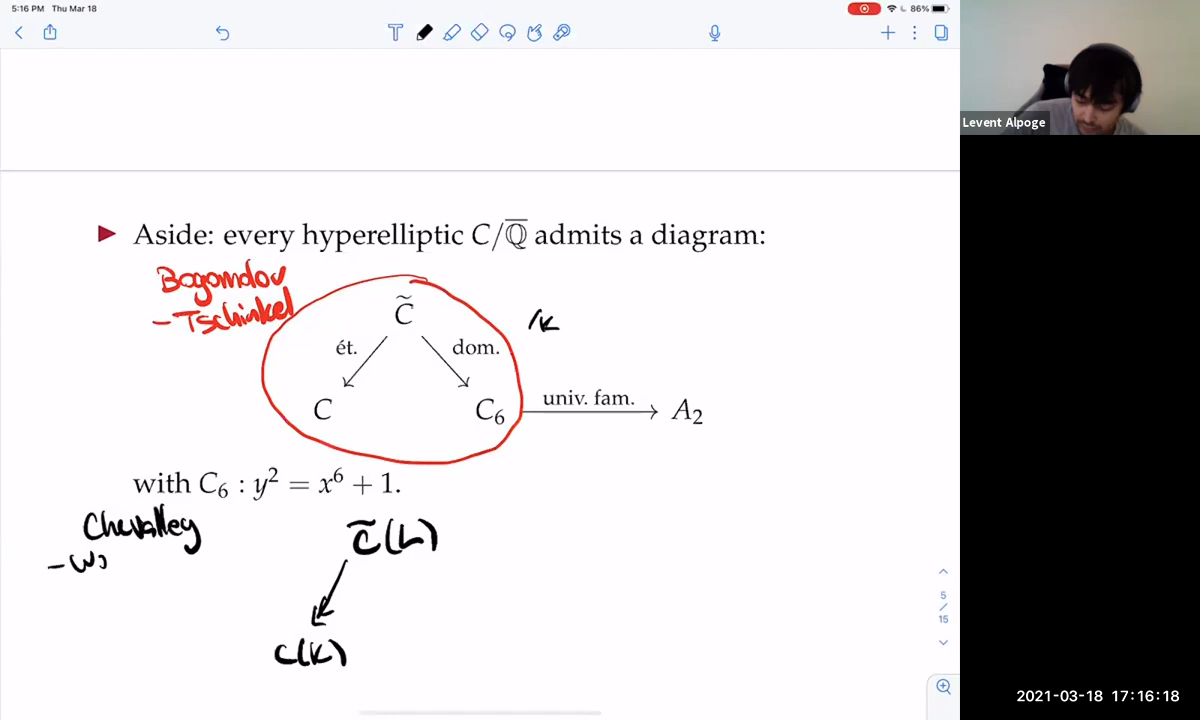 5:16 PM Thu Mar 18
86%
Levent Alpoge
▶ Aside: every hyperelliptic C/ℚ̅ admits a diagram:
Bogomolov
- Tschinkel
C̃
/K
ét.
dom.
C
C₆
univ. fam.
A₂
with C₆ : y² = x⁶ + 1.
Chevalley
C̃(L)
C(K)
5
/
15
2021-03-18 17:16:18